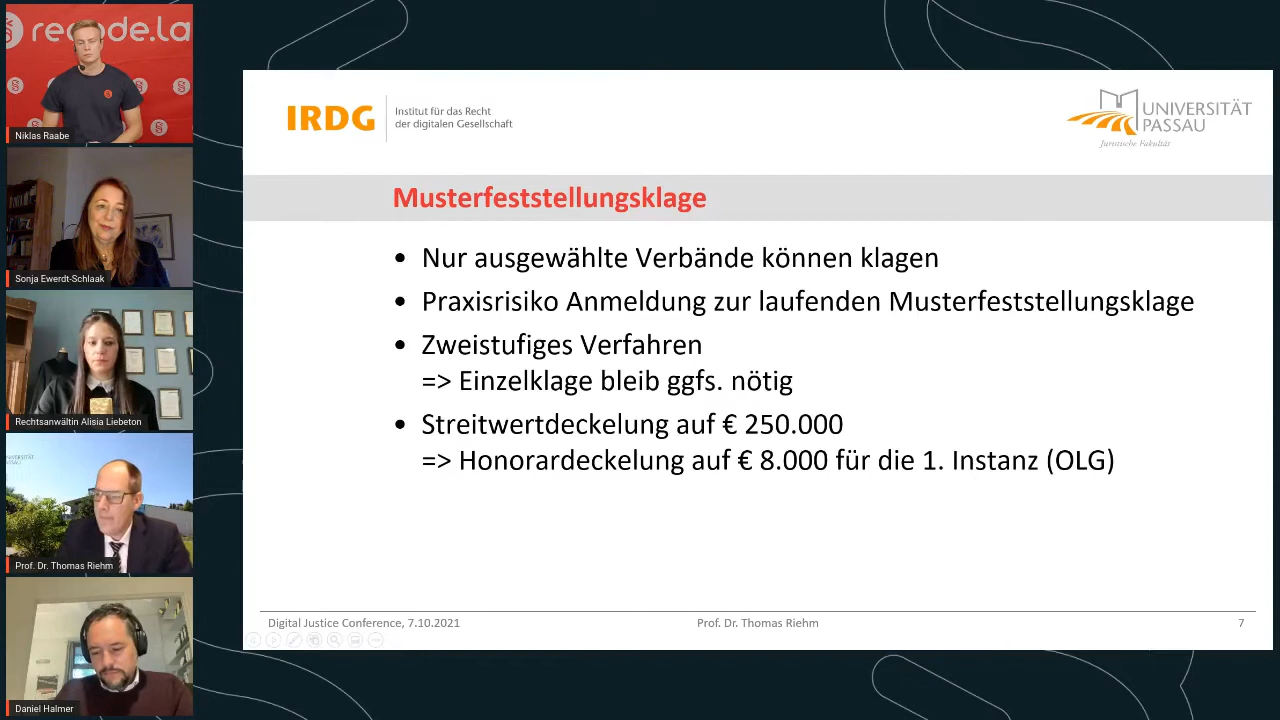 recode.la
Niklas Raabe
Sonja Ewerdt-Schlaak
Rechtsanwältin Alisia Liebeton
UNIVERSITÄT
PASSAU
Prof. Dr. Thomas Riehm
Daniel Halmer
IRDG
Institut für das Recht
der digitalen Gesellschaft
UNIVERSITÄT
PASSAU
Juristische Fakultät
Musterfeststellungsklage
• Nur ausgewählte Verbände können klagen
• Praxisrisiko Anmeldung zur laufenden Musterfeststellungsklage
• Zweistufiges Verfahren
=> Einzelklage bleib ggfs. nötig
• Streitwertdeckelung auf € 250.000
=> Honorardeckelung auf € 8.000 für die 1. Instanz (OLG)
Digital Justice Conference, 7.10.2021
Prof. Dr. Thomas Riehm
7